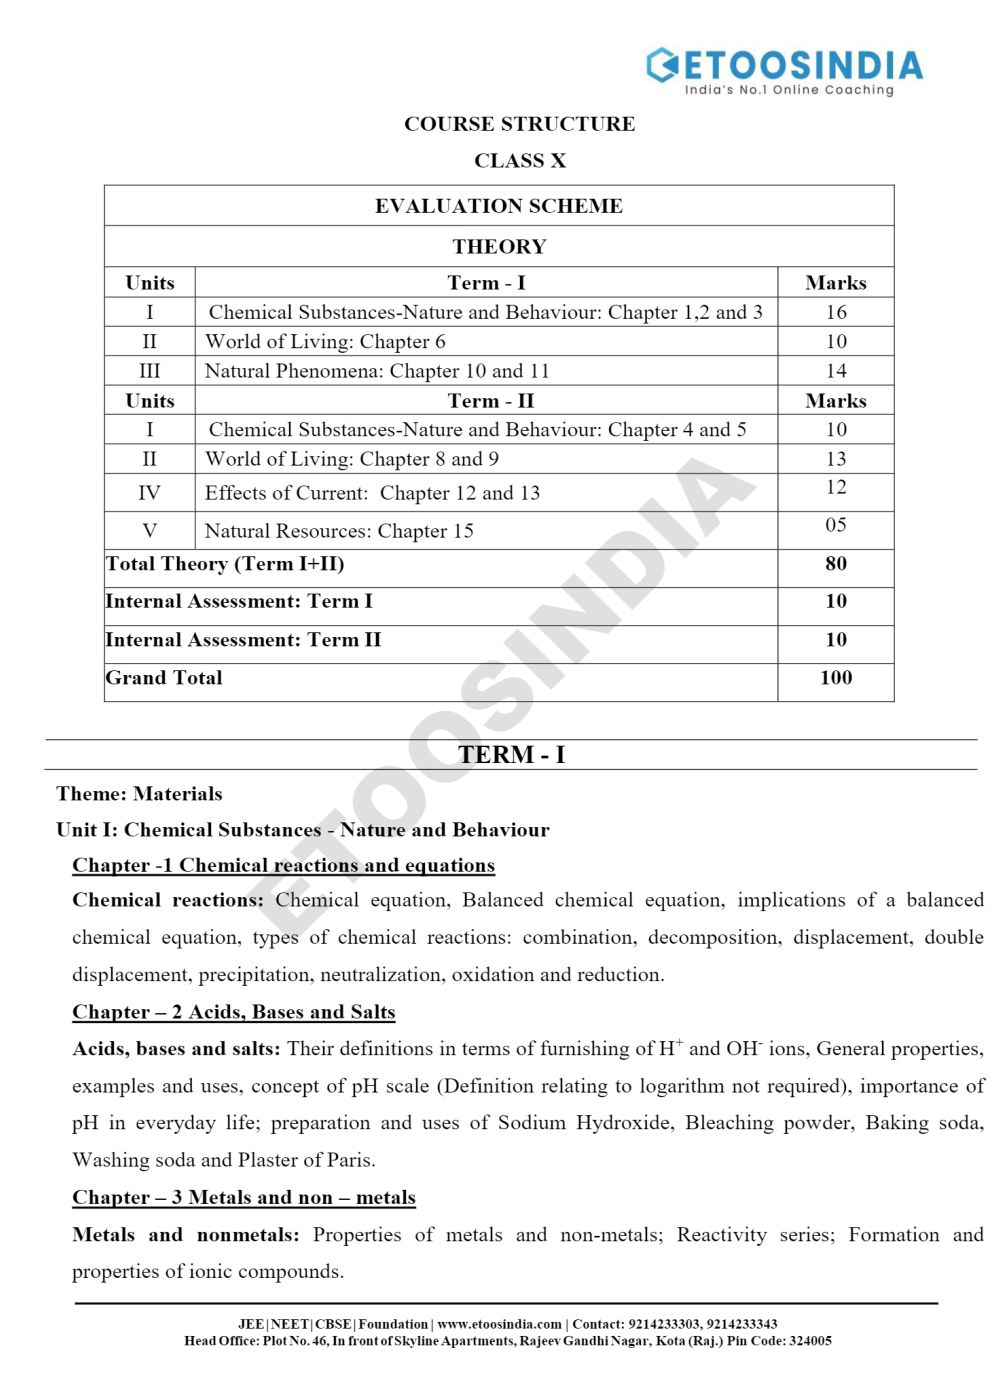 ETOOSINDIA
India's No.1 Online Coaching
COURSE STRUCTURE
CLASS X
EVALUATION SCHEME
THEORY
Units Term - I Marks
I Chemical Substances-Nature and Behaviour: Chapter 1,2 and 3 16
II World of Living: Chapter 6 10
III Natural Phenomena: Chapter 10 and 11 14
Units Term - II Marks
I Chemical Substances-Nature and Behaviour: Chapter 4 and 5 10
II World of Living: Chapter 8 and 9 13
IV Effects of Current: Chapter 12 and 13 12
V Natural Resources: Chapter 15 05
Total Theory (Term I+II) 80
Internal Assessment: Term I 10
Internal Assessment: Term II 10
Grand Total 100
ETOOSINDIA
TERM - I
Theme: Materials
Unit I: Chemical Substances - Nature and Behaviour
Chapter -1 Chemical reactions and equations
Chemical reactions: Chemical equation, Balanced chemical equation, implications of a balanced
chemical equation, types of chemical reactions: combination, decomposition, displacement, double
displacement, precipitation, neutralization, oxidation and reduction.
Chapter – 2 Acids, Bases and Salts
Acids, bases and salts: Their definitions in terms of furnishing of H⁺ and OH⁻ ions, General properties,
examples and uses, concept of pH scale (Definition relating to logarithm not required), importance of
pH in everyday life; preparation and uses of Sodium Hydroxide, Bleaching powder, Baking soda,
Washing soda and Plaster of Paris.
Chapter – 3 Metals and non – metals
Metals and nonmetals: Properties of metals and non-metals; Reactivity series; Formation and
properties of ionic compounds.
JEE | NEET | CBSE | Foundation | www.etoosindia.com | Contact: 9214233303, 9214233343
Head Office: Plot No. 46, In front of Skyline Apartments, Rajeev Gandhi Nagar, Kota (Raj.) Pin Code: 324005